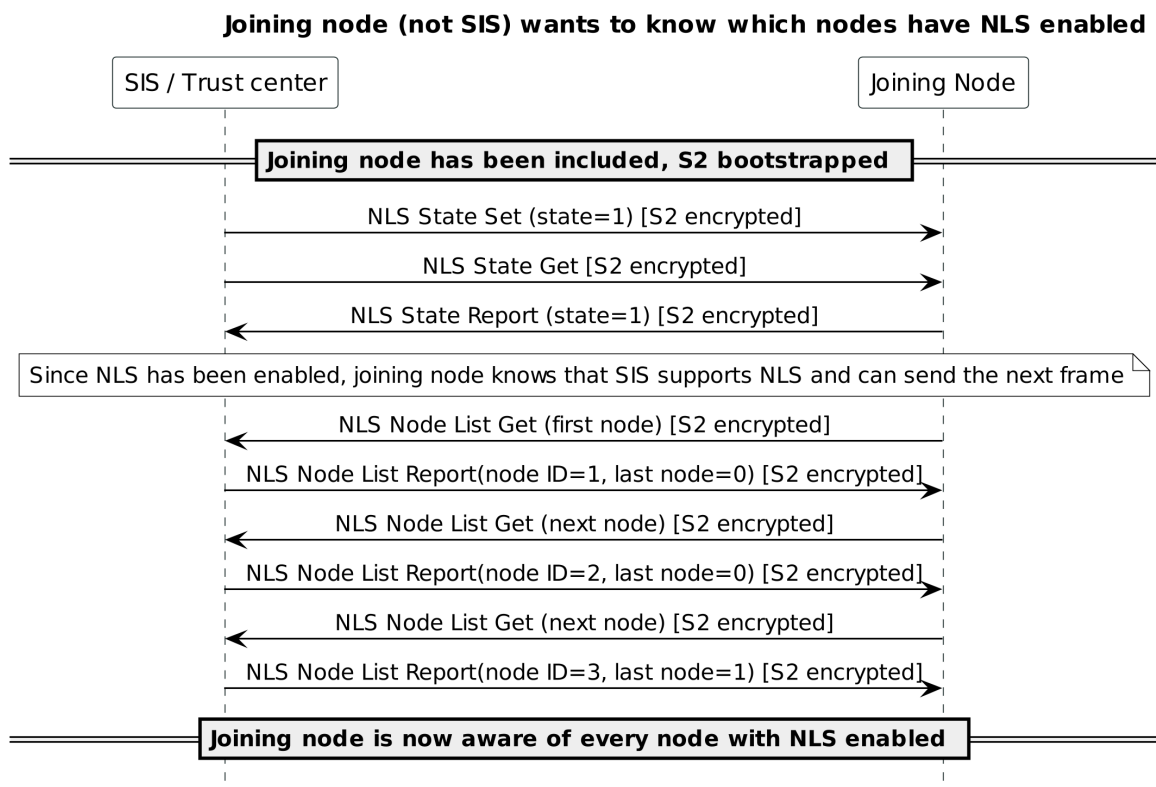 Joining node (not SIS) wants to know which nodes have NLS enabled
SIS / Trust center
Joining Node
Joining node has been included, S2 bootstrapped
NLS State Set (state=1) [S2 encrypted]
NLS State Get [S2 encrypted]
NLS State Report (state=1) [S2 encrypted]
Since NLS has been enabled, joining node knows that SIS supports NLS and can send the next frame
NLS Node List Get (first node) [S2 encrypted]
NLS Node List Report(node ID=1, last node=0) [S2 encrypted]
NLS Node List Get (next node) [S2 encrypted]
NLS Node List Report(node ID=2, last node=0) [S2 encrypted]
NLS Node List Get (next node) [S2 encrypted]
NLS Node List Report(node ID=3, last node=1) [S2 encrypted]
Joining node is now aware of every node with NLS enabled